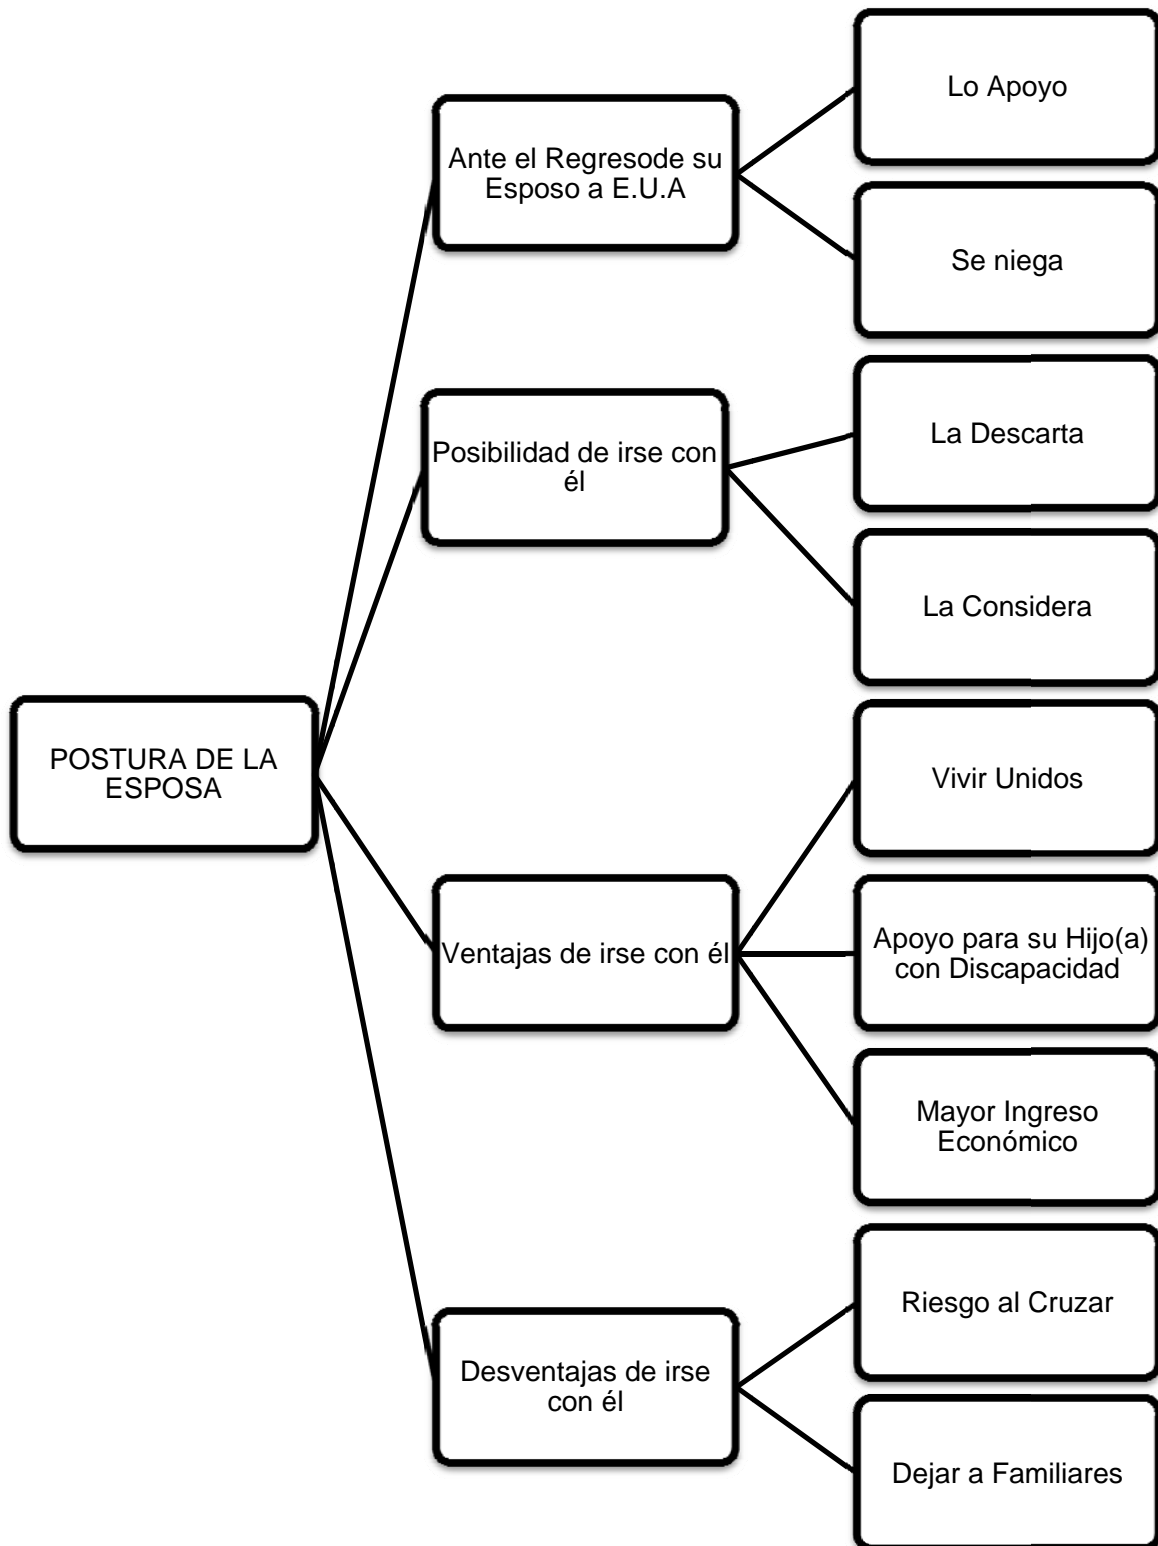 POSTURA DE LA
ESPOSA
Ante el Regresode su
Esposo a E.U.A
Lo Apoyo
Se niega
Posibilidad de irse con
él
La Descarta
La Considera
Ventajas de irse con él
Vivir Unidos
Apoyo para su Hijo(a)
con Discapacidad
Mayor Ingreso
Económico
Desventajas de irse
con él
Riesgo al Cruzar
Dejar a Familiares